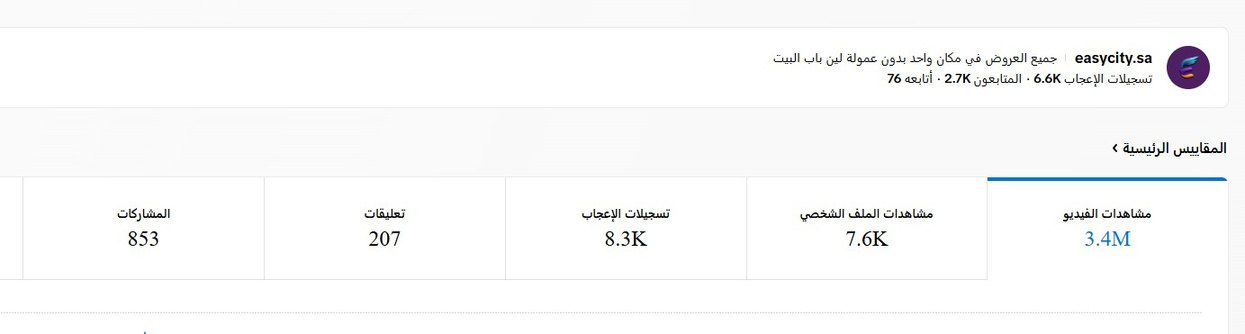 easycity.sa | جميع العروض في مكان واحد بدون عمولة لين باب البيت
تسجيلات الإعجاب 6.6K · المتابعون 2.7K · أتابعه 76
المقاييس الرئيسية
مشاهدات الفيديو
3.4M
مشاهدات الملف الشخصي
7.6K
تسجيلات الإعجاب
8.3K
تعليقات
207
المشاركات
853